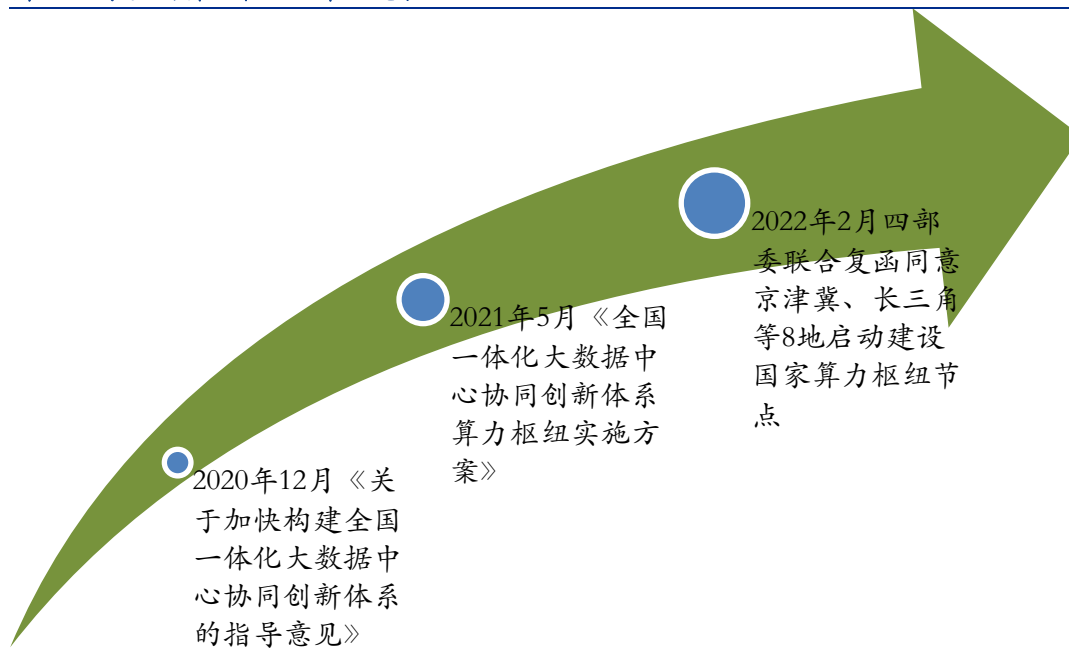 2020年12月《关
于加快构建全国
一体化大数据中
心协同创新体系
的指导意见》
2021年5月《全国
一体化大数据中
心协同创新体系
算力枢纽实施方
案》
2022年2月四部
委联合复函同意
京津冀、长三角
等8地启动建设
国家算力枢纽节
点